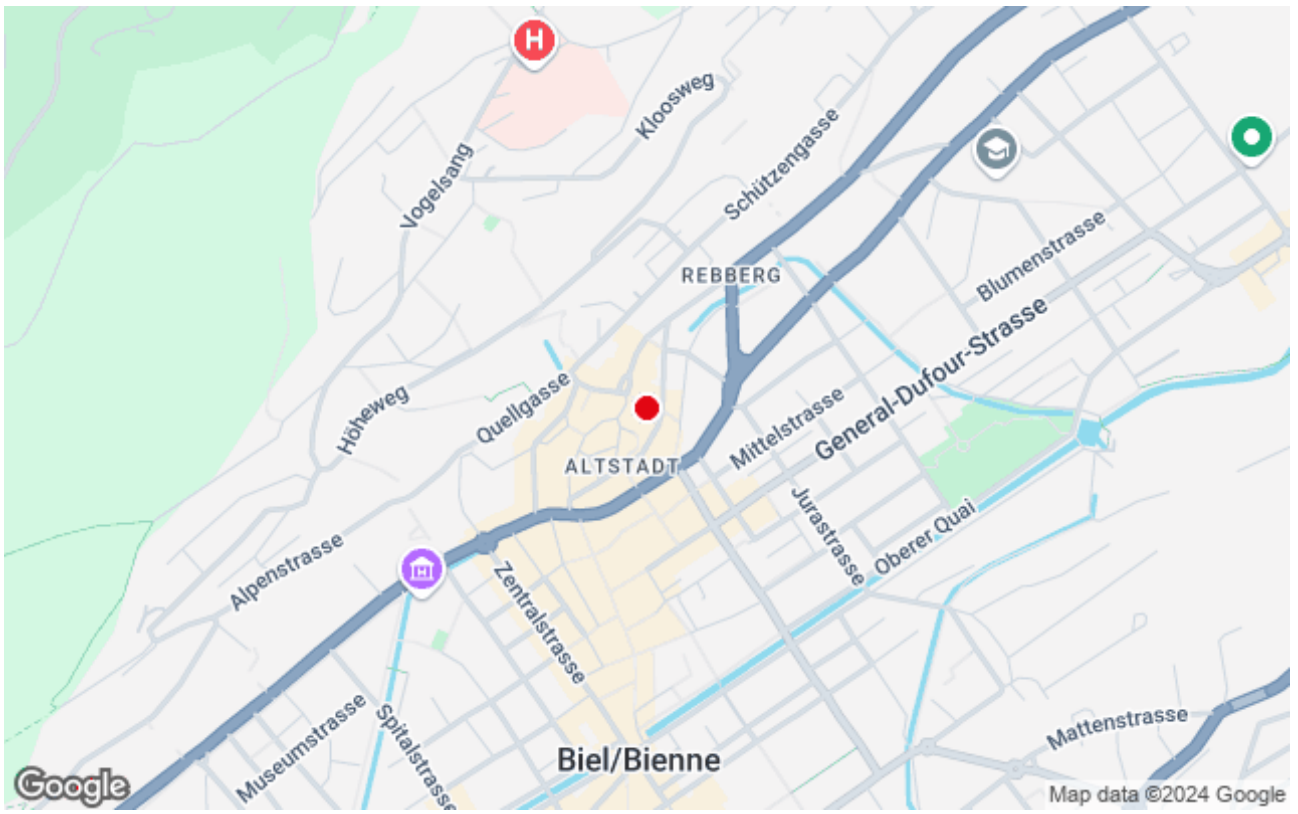 H
Kloosweg
Vogelsang
Schützengasse
REBBERG
Blumenstrasse
General-Dufour-Strasse
Höheweg
Quellgasse
Mittelstrasse
ALTSTADT
Jurastrasse
Oberer Quai
Alpenstrasse
Zentralstrasse
Museumstrasse
Spitalstrasse
Mattenstrasse
Biel/Bienne
Google
Map data ©2024 Google